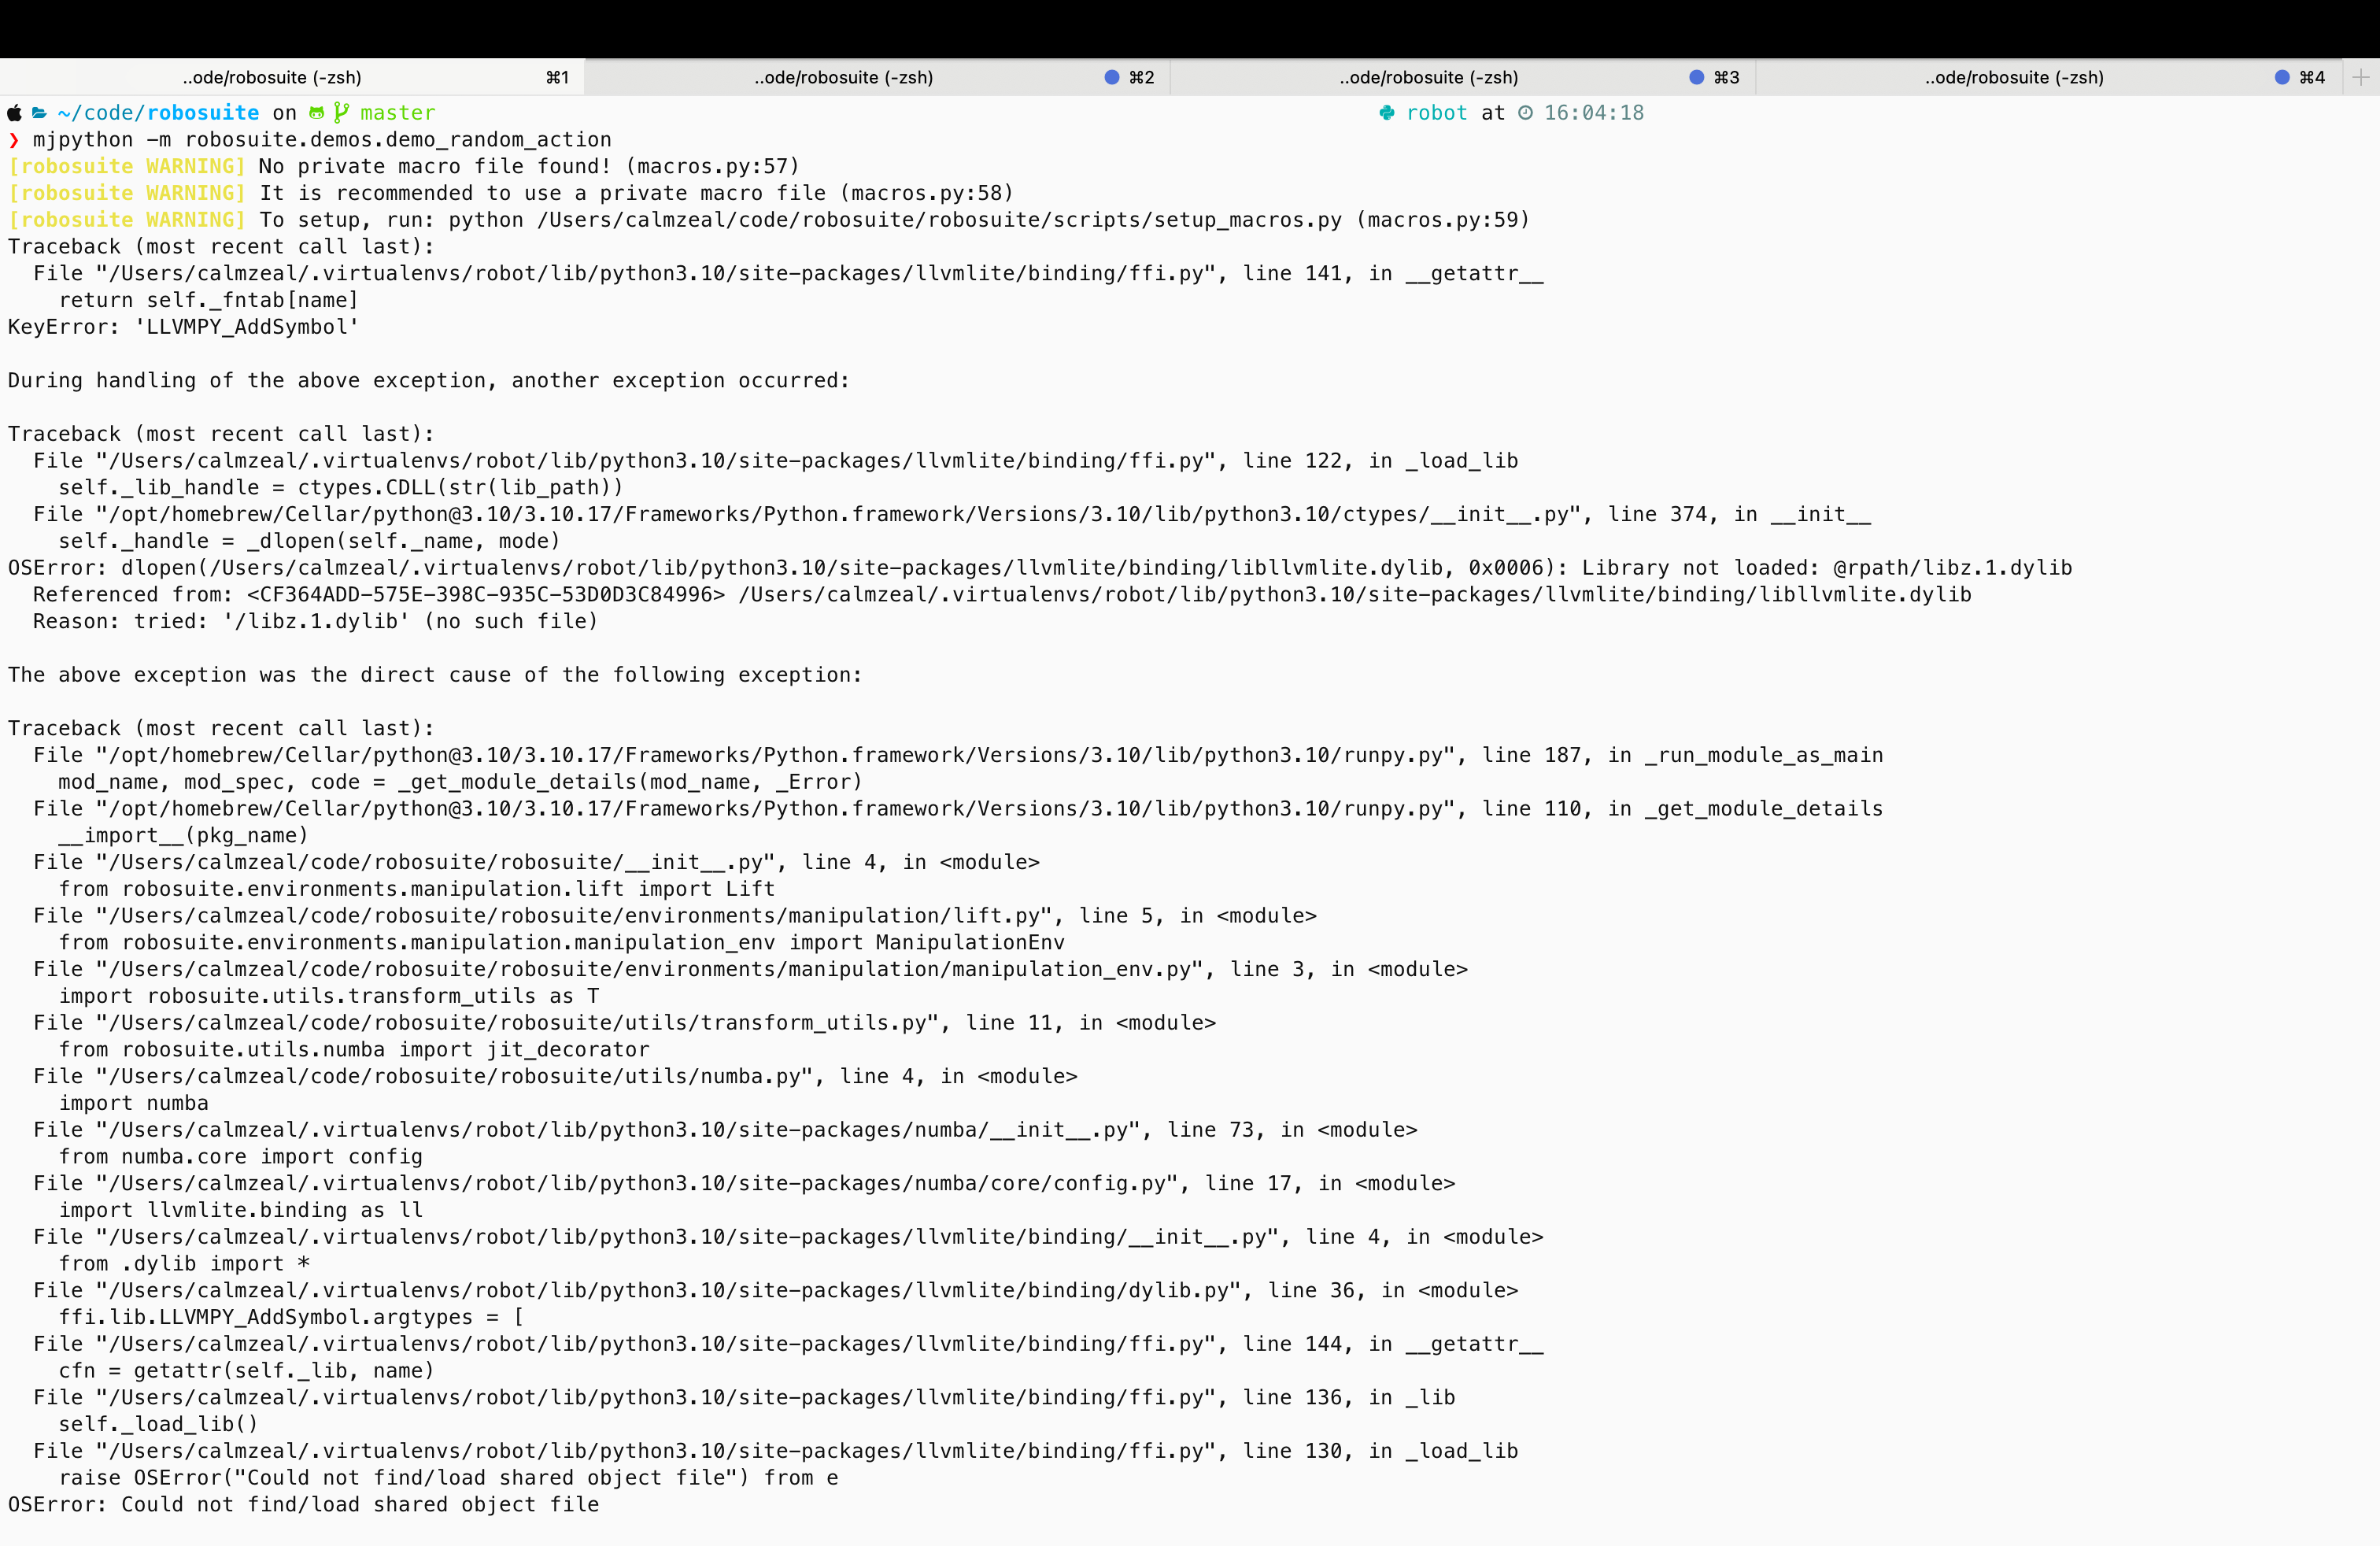 ..ode/robosuite (-zsh) ⌘1 ..ode/robosuite (-zsh) ⌘2 ..ode/robosuite (-zsh) ⌘3 ..ode/robosuite (-zsh) ⌘4
~/code/robosuite on master robot at 16:04:18
❯ mjpython -m robosuite.demos.demo_random_action
[robosuite WARNING] No private macro file found! (macros.py:57)
[robosuite WARNING] It is recommended to use a private macro file (macros.py:58)
[robosuite WARNING] To setup, run: python /Users/calmzeal/code/robosuite/robosuite/scripts/setup_macros.py (macros.py:59)
Traceback (most recent call last):
  File "/Users/calmzeal/.virtualenvs/robot/lib/python3.10/site-packages/llvmlite/binding/ffi.py", line 141, in __getattr__
    return self._fntab[name]
KeyError: 'LLVMPY_AddSymbol'

During handling of the above exception, another exception occurred:

Traceback (most recent call last):
  File "/Users/calmzeal/.virtualenvs/robot/lib/python3.10/site-packages/llvmlite/binding/ffi.py", line 122, in _load_lib
    self._lib_handle = ctypes.CDLL(str(lib_path))
  File "/opt/homebrew/Cellar/python@3.10/3.10.17/Frameworks/Python.framework/Versions/3.10/lib/python3.10/ctypes/__init__.py", line 374, in __init__
    self._handle = _dlopen(self._name, mode)
OSError: dlopen(/Users/calmzeal/.virtualenvs/robot/lib/python3.10/site-packages/llvmlite/binding/libllvmlite.dylib, 0x0006): Library not loaded: @rpath/libz.1.dylib
  Referenced from: <CF364ADD-575E-398C-935C-53D0D3C84996> /Users/calmzeal/.virtualenvs/robot/lib/python3.10/site-packages/llvmlite/binding/libllvmlite.dylib
  Reason: tried: '/libz.1.dylib' (no such file)

The above exception was the direct cause of the following exception:

Traceback (most recent call last):
  File "/opt/homebrew/Cellar/python@3.10/3.10.17/Frameworks/Python.framework/Versions/3.10/lib/python3.10/runpy.py", line 187, in _run_module_as_main
    mod_name, mod_spec, code = _get_module_details(mod_name, _Error)
  File "/opt/homebrew/Cellar/python@3.10/3.10.17/Frameworks/Python.framework/Versions/3.10/lib/python3.10/runpy.py", line 110, in _get_module_details
    __import__(pkg_name)
  File "/Users/calmzeal/code/robosuite/robosuite/__init__.py", line 4, in <module>
    from robosuite.environments.manipulation.lift import Lift
  File "/Users/calmzeal/code/robosuite/robosuite/environments/manipulation/lift.py", line 5, in <module>
    from robosuite.environments.manipulation.manipulation_env import ManipulationEnv
  File "/Users/calmzeal/code/robosuite/robosuite/environments/manipulation/manipulation_env.py", line 3, in <module>
    import robosuite.utils.transform_utils as T
  File "/Users/calmzeal/code/robosuite/robosuite/utils/transform_utils.py", line 11, in <module>
    from robosuite.utils.numba import jit_decorator
  File "/Users/calmzeal/code/robosuite/robosuite/utils/numba.py", line 4, in <module>
    import numba
  File "/Users/calmzeal/.virtualenvs/robot/lib/python3.10/site-packages/numba/__init__.py", line 73, in <module>
    from numba.core import config
  File "/Users/calmzeal/.virtualenvs/robot/lib/python3.10/site-packages/numba/core/config.py", line 17, in <module>
    import llvmlite.binding as ll
  File "/Users/calmzeal/.virtualenvs/robot/lib/python3.10/site-packages/llvmlite/binding/__init__.py", line 4, in <module>
    from .dylib import *
  File "/Users/calmzeal/.virtualenvs/robot/lib/python3.10/site-packages/llvmlite/binding/dylib.py", line 36, in <module>
    ffi.lib.LLVMPY_AddSymbol.argtypes = [
  File "/Users/calmzeal/.virtualenvs/robot/lib/python3.10/site-packages/llvmlite/binding/ffi.py", line 144, in __getattr__
    cfn = getattr(self._lib, name)
  File "/Users/calmzeal/.virtualenvs/robot/lib/python3.10/site-packages/llvmlite/binding/ffi.py", line 136, in _lib
    self._load_lib()
  File "/Users/calmzeal/.virtualenvs/robot/lib/python3.10/site-packages/llvmlite/binding/ffi.py", line 130, in _load_lib
    raise OSError("Could not find/load shared object file") from e
OSError: Could not find/load shared object file